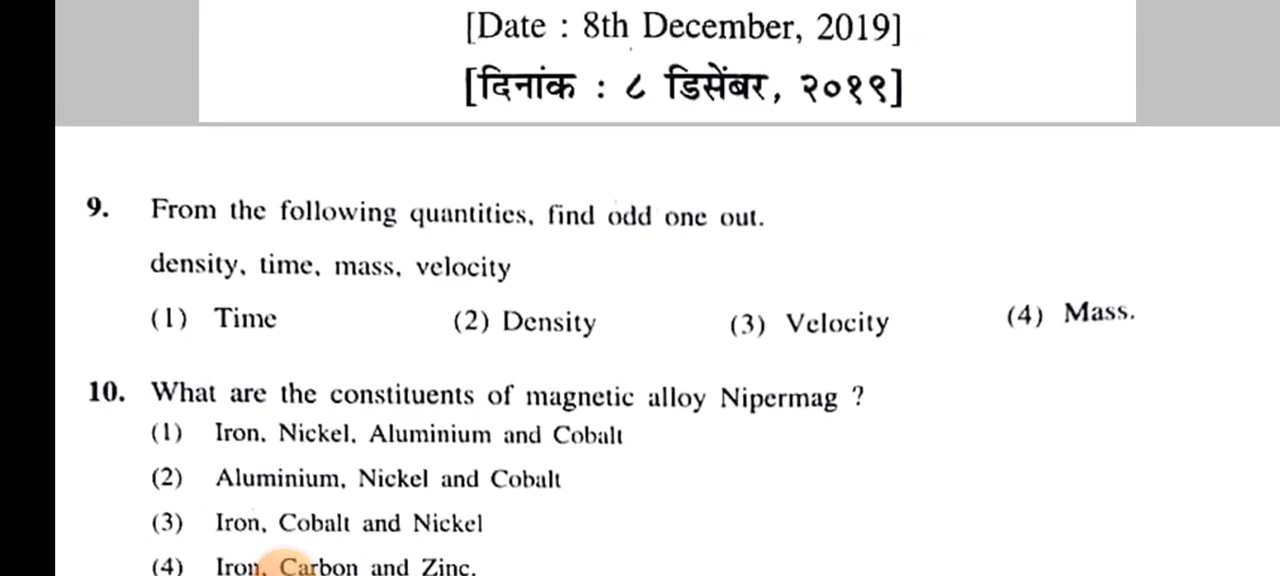 [Date : 8th December, 2019]
[दिनांक : ८ डिसेंबर, २०१९]
9. From the following quantities, find odd one out.
density, time, mass, velocity
(1) Time (2) Density (3) Velocity (4) Mass.
10. What are the constituents of magnetic alloy Nipermag ?
(1) Iron, Nickel, Aluminium and Cobalt
(2) Aluminium, Nickel and Cobalt
(3) Iron, Cobalt and Nickel
(4) Iron, Carbon and Zinc.